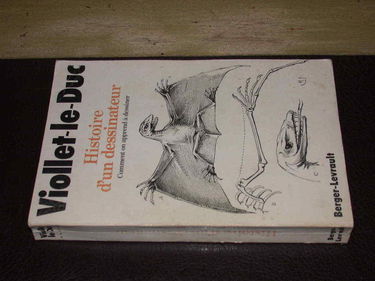 Viollet-le-Duc
Histoire
d'un dessinateur
Comment on apprend à dessiner
Berger-Levrault